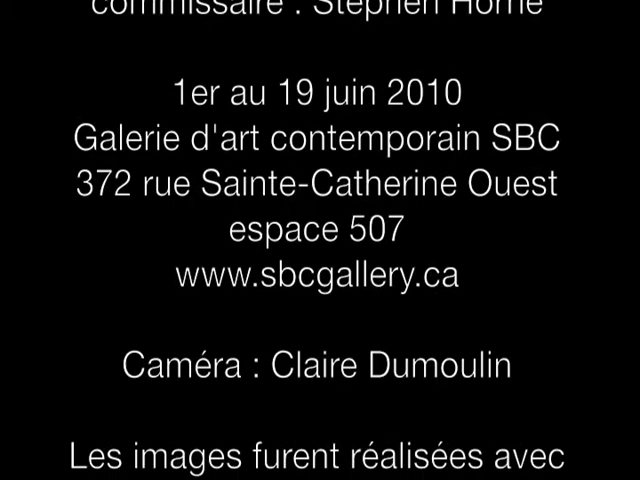 commissaire : Stephen Horne
1er au 19 juin 2010
Galerie d'art contemporain SBC
372 rue Sainte-Catherine Ouest
espace 507
www.sbcgallery.ca
Caméra : Claire Dumoulin
Les images furent réalisées avec